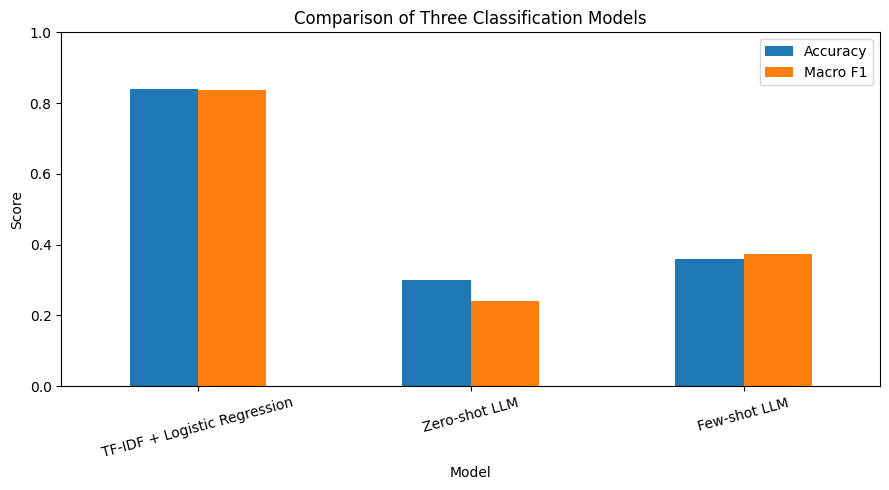 Comparison of Three Classification Models
Accuracy
Macro F1
Score
1.0
0.8
0.6
0.4
0.2
0.0
TF-IDF + Logistic Regression
Zero-shot LLM
Few-shot LLM
Model